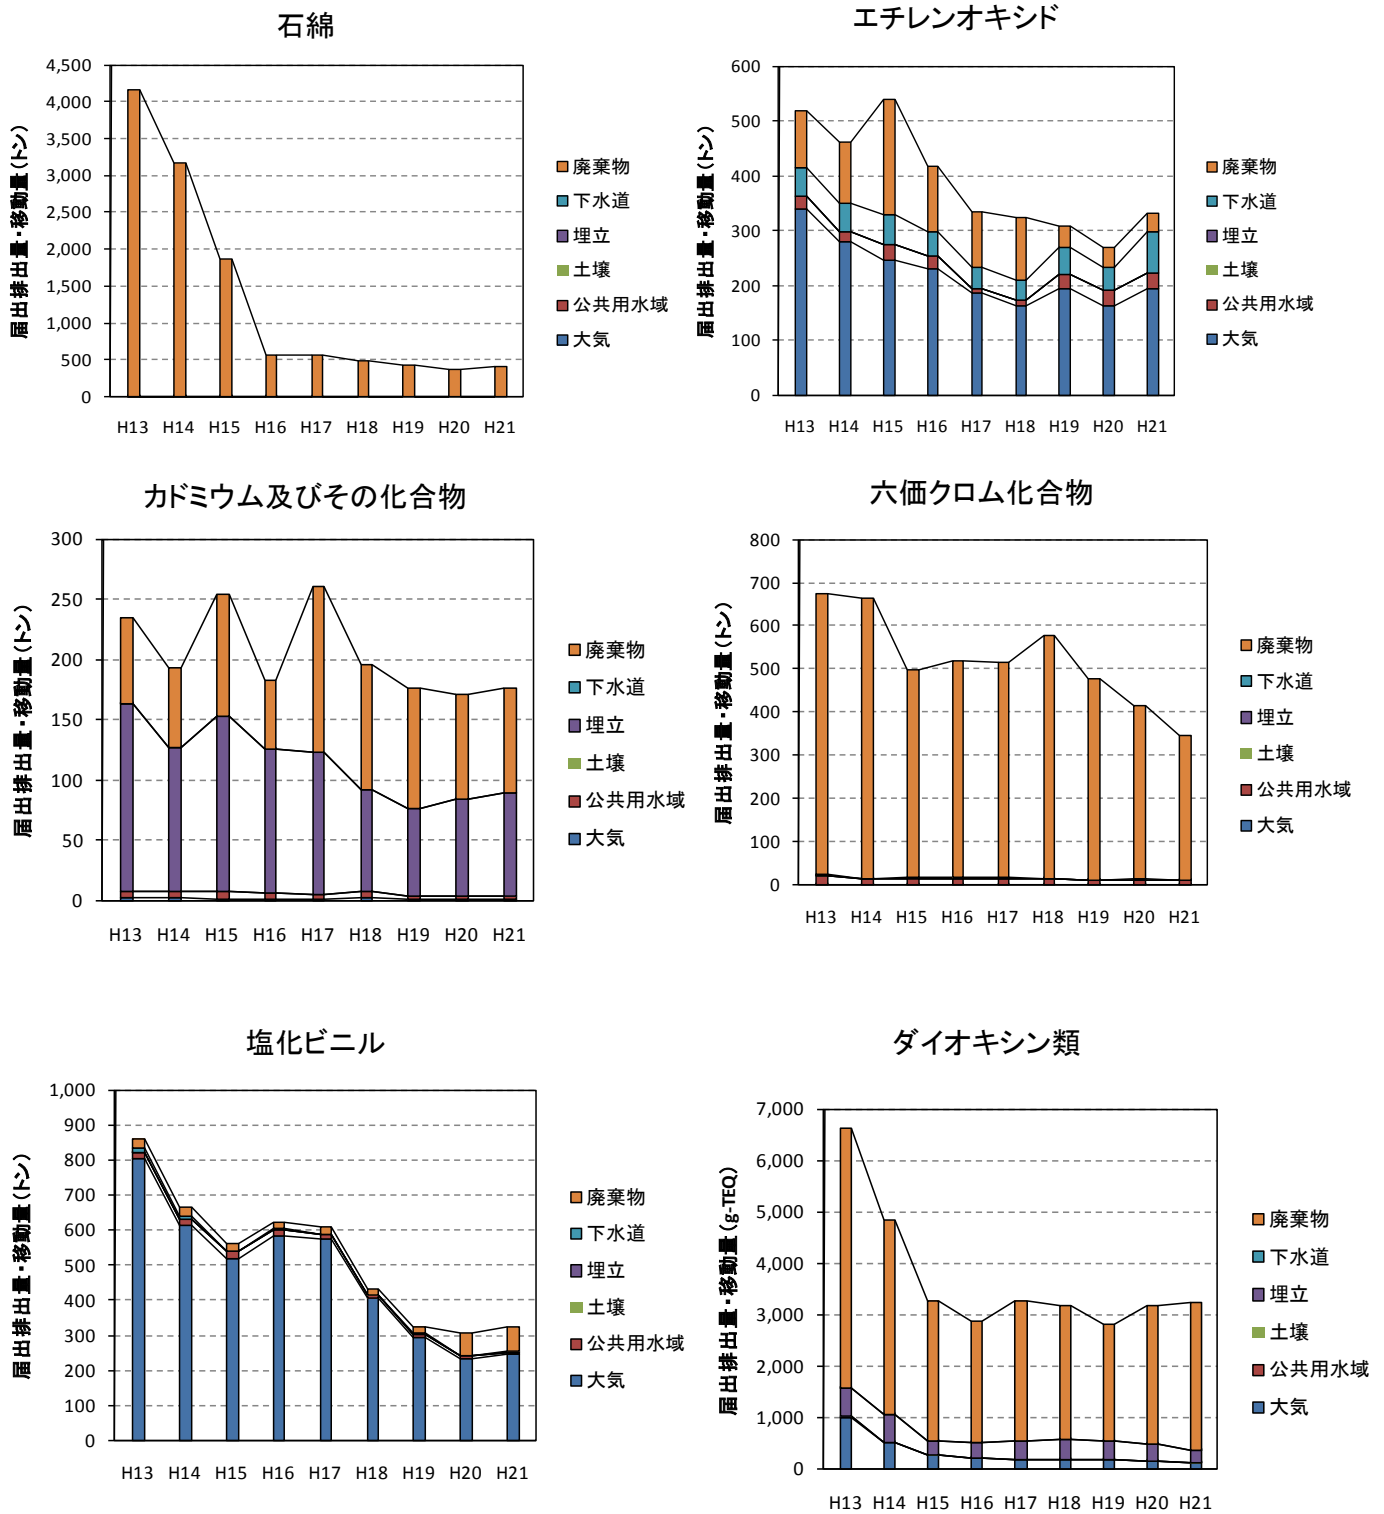 石綿
届出排出量・移動量(トン)
4,500
4,000
3,500
3,000
2,500
2,000
1,500
1,000
500
0
H13 H14 H15 H16 H17 H18 H19 H20 H21
廃棄物
下水道
埋立
土壌
公共用水域
大気
エチレンオキシド
届出排出量・移動量(トン)
600
500
400
300
200
100
0
H13 H14 H15 H16 H17 H18 H19 H20 H21
廃棄物
下水道
埋立
土壌
公共用水域
大気
カドミウム及びその化合物
届出排出量・移動量(トン)
300
250
200
150
100
50
0
H13 H14 H15 H16 H17 H18 H19 H20 H21
廃棄物
下水道
埋立
土壌
公共用水域
大気
六価クロム化合物
届出排出量・移動量(トン)
800
700
600
500
400
300
200
100
0
H13 H14 H15 H16 H17 H18 H19 H20 H21
廃棄物
下水道
埋立
土壌
公共用水域
大気
塩化ビニル
届出排出量・移動量(トン)
1,000
900
800
700
600
500
400
300
200
100
0
H13 H14 H15 H16 H17 H18 H19 H20 H21
廃棄物
下水道
埋立
土壌
公共用水域
大気
ダイオキシン類
届出排出量・移動量(g-TEQ)
7,000
6,000
5,000
4,000
3,000
2,000
1,000
0
H13 H14 H15 H16 H17 H18 H19 H20 H21
廃棄物
下水道
埋立
土壌
公共用水域
大気